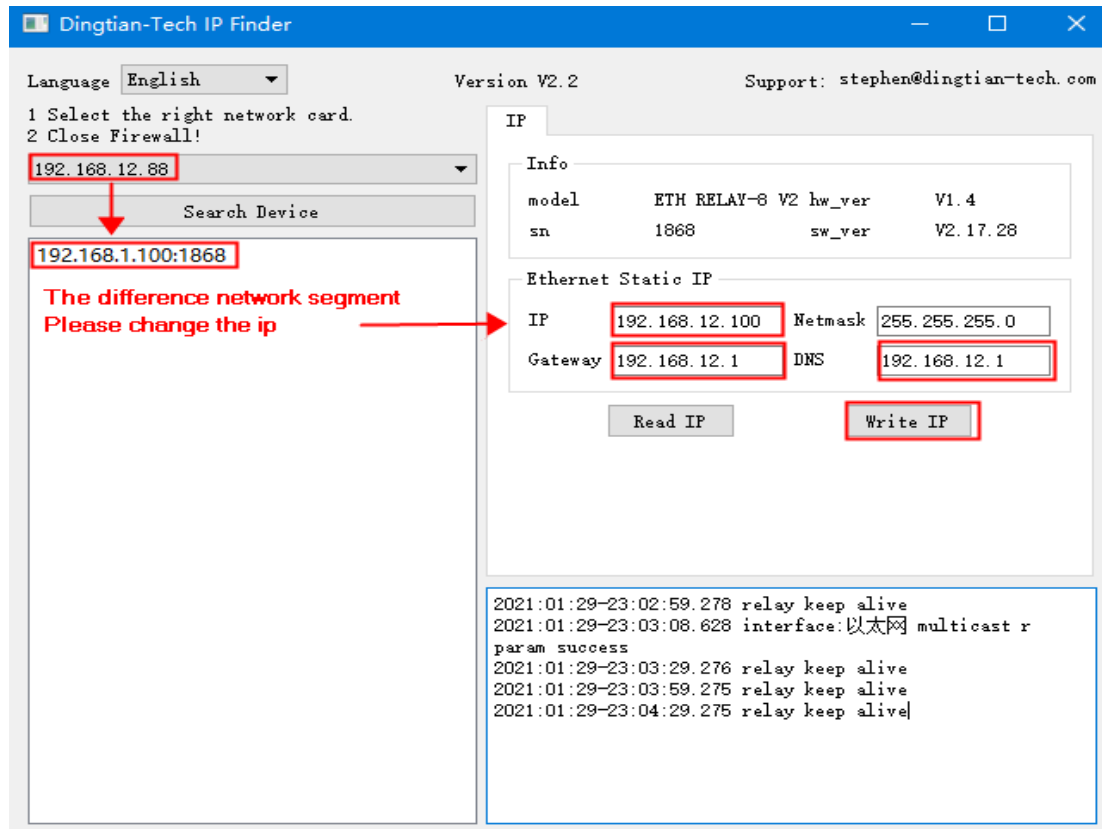 Dingtian-Tech IP Finder
Language English Version V2.2 Support: stephen@dingtian-tech.com
1 Select the right network card.
2 Close Firewall!
192.168.12.88
Search Device
192.168.1.100:1868
The difference network segment
Please change the ip
IP
Info
model ETH RELAY-8 V2 hw_ver V1.4
sn 1868 sw_ver V2.17.28
Ethernet Static IP
IP 192.168.12.100 Netmask 255.255.255.0
Gateway 192.168.12.1 DNS 192.168.12.1
Read IP Write IP
2021:01:29-23:02:59.278 relay keep alive
2021:01:29-23:03:08.628 interface:以太网 multicast r
param success
2021:01:29-23:03:29.276 relay keep alive
2021:01:29-23:03:59.275 relay keep alive
2021:01:29-23:04:29.275 relay keep alive